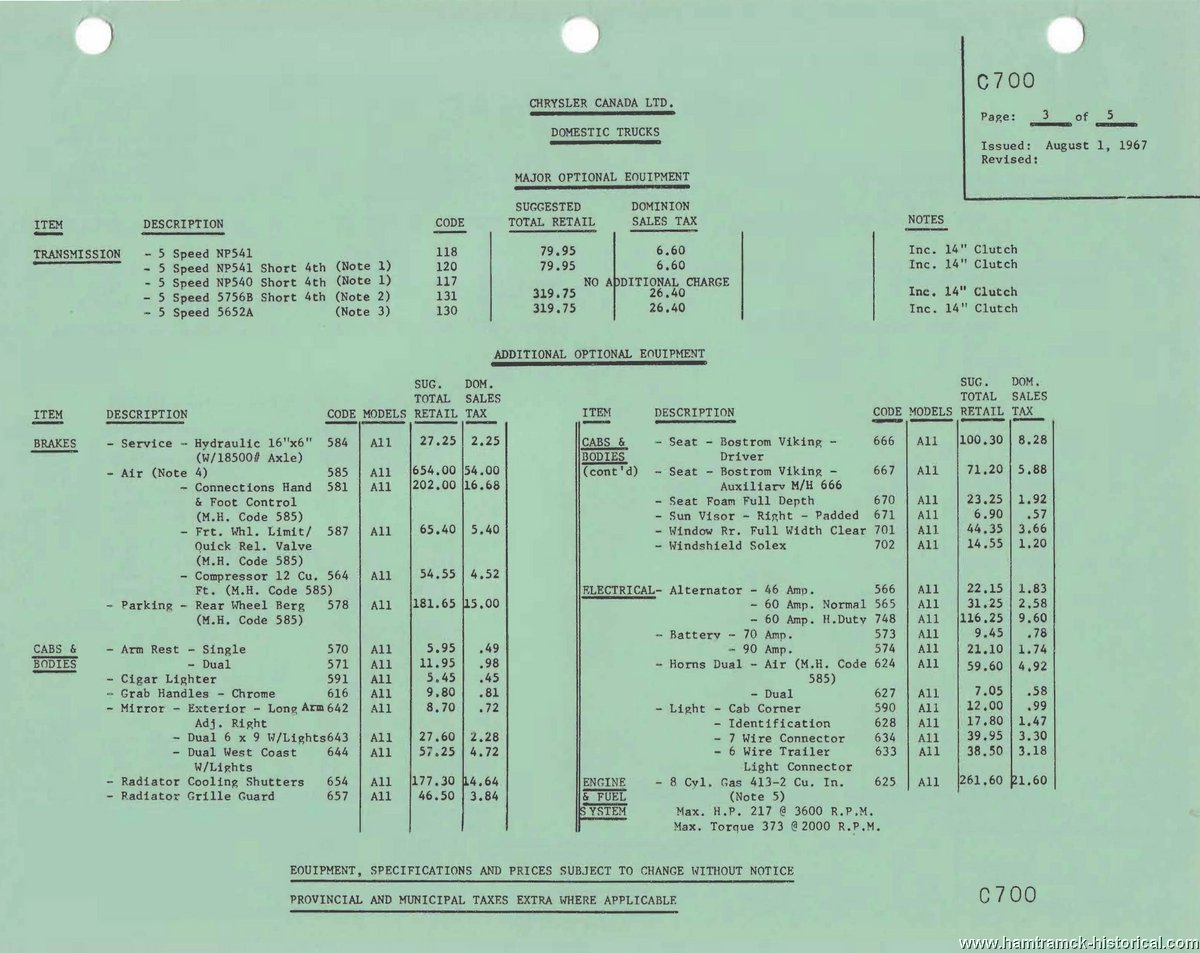 C700
Page: 3 of 5
Issued: August 1, 1967
Revised:
CHRYSLER CANADA LTD.
DOMESTIC TRUCKS
MAJOR OPTIONAL EQUIPMENT
ITEM DESCRIPTION CODE SUGGESTED TOTAL RETAIL DOMINION SALES TAX NOTES
TRANSMISSION - 5 Speed NP541 118 79.95 6.60 Inc. 14" Clutch
- 5 Speed NP541 Short 4th (Note 1) 120 79.95 6.60 Inc. 14" Clutch
- 5 Speed NP540 Short 4th (Note 1) 117 NO ADDITIONAL CHARGE
- 5 Speed 5756B Short 4th (Note 2) 131 319.75 26.40 Inc. 14" Clutch
- 5 Speed 5652A (Note 3) 130 319.75 26.40 Inc. 14" Clutch
ADDITIONAL OPTIONAL EQUIPMENT
ITEM DESCRIPTION CODE MODELS SUG. TOTAL RETAIL DOM. SALES TAX
BRAKES - Service - Hydraulic 16"x6" 584 All 27.25 2.25
(W/18500# Axle)
- Air (Note 4) 585 All 654.00 54.00
- Connections Hand 581 All 202.00 16.68
& Foot Control
(M.H. Code 585)
- Frt. Whl. Limit/ 587 All 65.40 5.40
Quick Rel. Valve
(M.H. Code 585)
- Compressor 12 Cu. 564 All 54.55 4.52
Ft. (M.H. Code 585)
- Parking - Rear Wheel Berg 578 All 181.65 15.00
(M.H. Code 585)
CABS & - Arm Rest - Single 570 All 5.95 .49
BODIES - Dual 571 All 11.95 .98
- Cigar Lighter 591 All 5.45 .45
- Grab Handles - Chrome 616 All 9.80 .81
- Mirror - Exterior - Long Arm 642 All 8.70 .72
Adj. Right
- Dual 6 x 9 W/Lights 643 All 27.60 2.28
- Dual West Coast 644 All 57.25 4.72
W/Lights
- Radiator Cooling Shutters 654 All 177.30 14.64
- Radiator Grille Guard 657 All 46.50 3.84
ITEM DESCRIPTION CODE MODELS SUG. TOTAL RETAIL DOM. SALES TAX
CABS & - Seat - Bostrom Viking - 666 All 100.30 8.28
BODIES Driver
(cont'd) - Seat - Bostrom Viking - 667 All 71.20 5.88
Auxiliary M/H 666
- Seat Foam Full Depth 670 All 23.25 1.92
- Sun Visor - Right - Padded 671 All 6.90 .57
- Window Rr. Full Width Clear 701 All 44.35 3.66
- Windshield Solex 702 All 14.55 1.20
ELECTRICAL - Alternator - 46 Amp. 566 All 22.15 1.83
- 60 Amp. Normal 565 All 31.25 2.58
- 60 Amp. H.Duty 748 All 116.25 9.60
- Battery - 70 Amp. 573 All 9.45 .78
- 90 Amp. 574 All 21.10 1.74
- Horns Dual - Air (M.H. Code 624 All 59.60 4.92
585)
- Dual 627 All 7.05 .58
- Light - Cab Corner 590 All 12.00 .99
- Identification 628 All 17.80 1.47
- 7 Wire Connector 634 All 39.95 3.30
- 6 Wire Trailer 633 All 38.50 3.18
Light Connector
ENGINE - 8 Cyl. Gas 413-2 Cu. In. 625 All 261.60 21.60
& FUEL (Note 5)
SYSTEM Max. H.P. 217 @ 3600 R.P.M.
Max. Torque 373 @ 2000 R.P.M.
EQUIPMENT, SPECIFICATIONS AND PRICES SUBJECT TO CHANGE WITHOUT NOTICE
PROVINCIAL AND MUNICIPAL TAXES EXTRA WHERE APPLICABLE
C700
www.hamtramck-historical.com